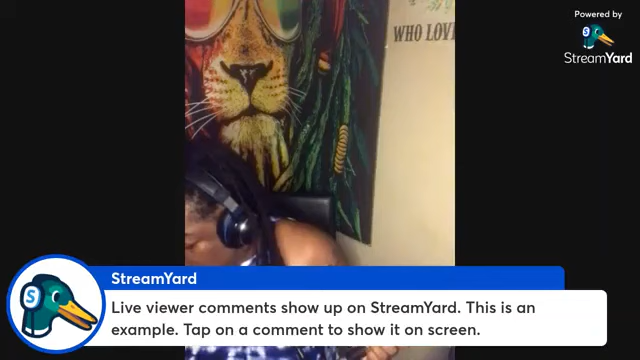 Powered by
StreamYard
WHO LOVE
StreamYard
Live viewer comments show up on StreamYard. This is an
example. Tap on a comment to show it on screen.